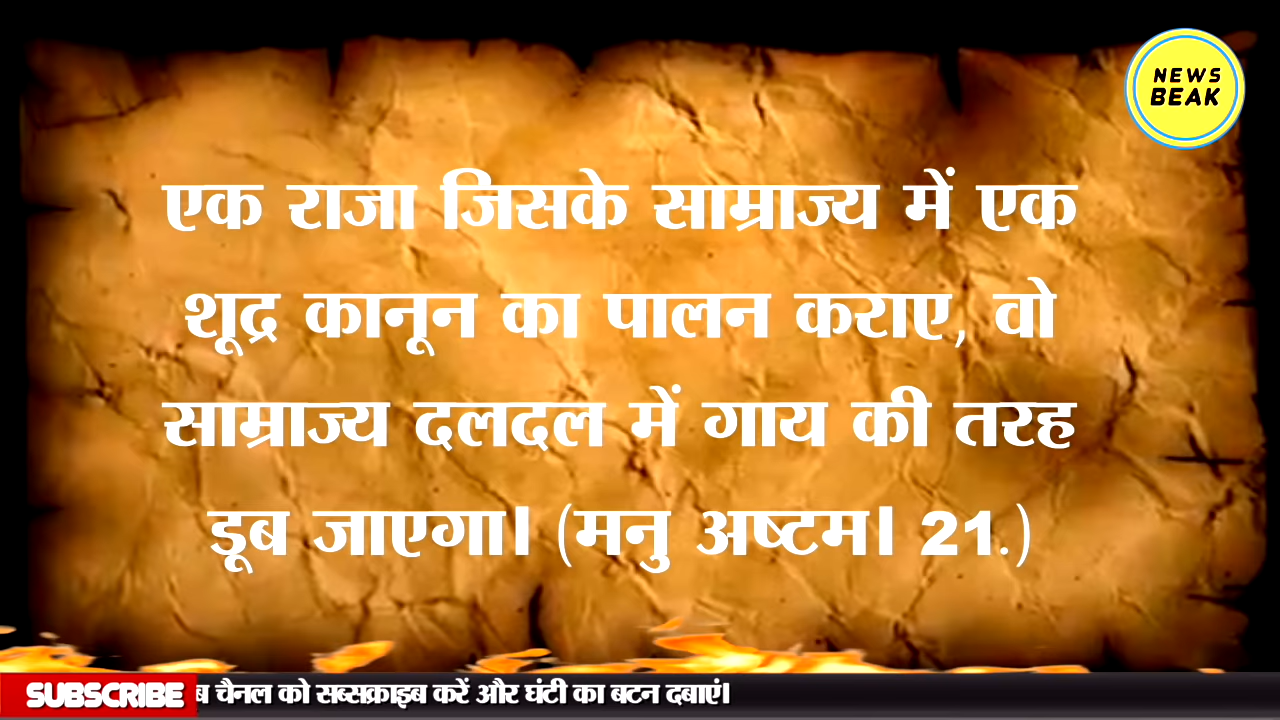 NEWS
BEAK
एक राजा जिसके साम्राज्य में एक
शूद्र कानून का पालन कराए, वो
साम्राज्य दलदल में गाय की तरह
डूब जाएगा। (मनु अष्टम। 21.)
SUBSCRIBE ब चैनल को सब्सक्राइब करें और घंटी का बटन दबाएं।